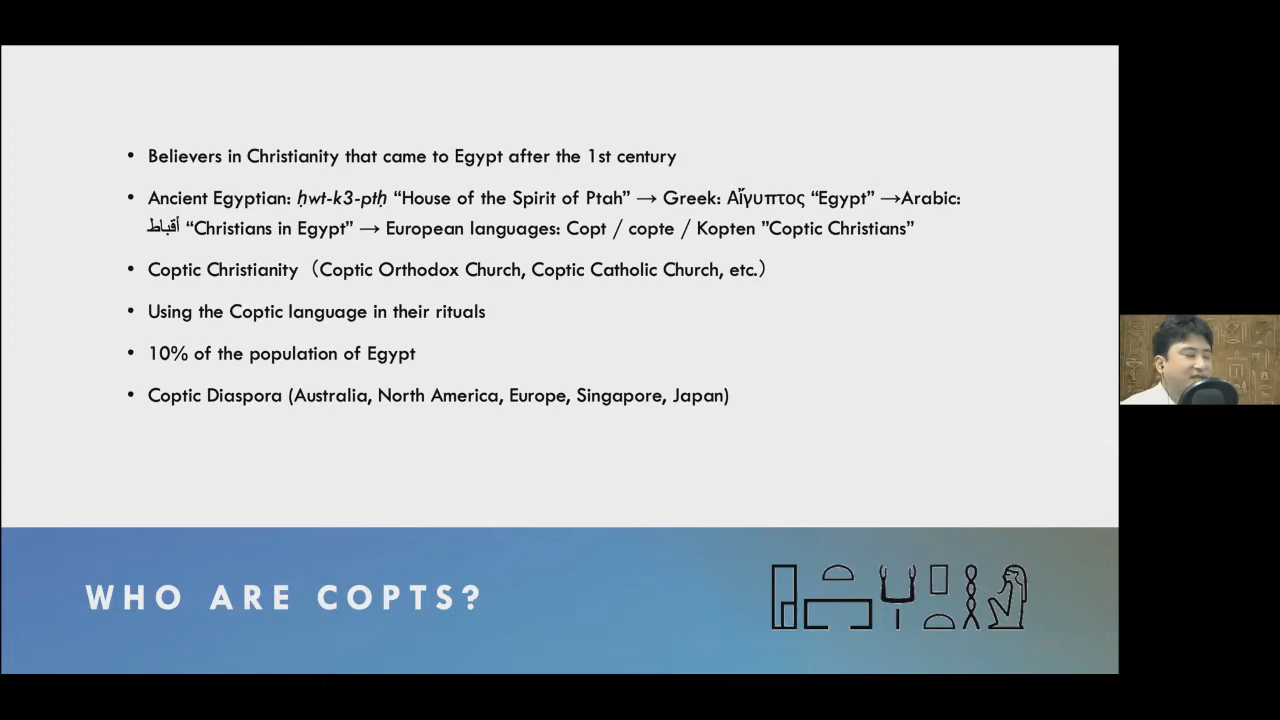 • Believers in Christianity that came to Egypt after the 1st century
• Ancient Egyptian: ḥwt-k3-ptḥ “House of the Spirit of Ptah” → Greek: Αἴγυπτος “Egypt” →Arabic:
أقباط “Christians in Egypt” → European languages: Copt / copte / Kopten ”Coptic Christians”
• Coptic Christianity（Coptic Orthodox Church, Coptic Catholic Church, etc.）
• Using the Coptic language in their rituals
• 10% of the population of Egypt
• Coptic Diaspora (Australia, North America, Europe, Singapore, Japan)
WHO ARE COPTS?